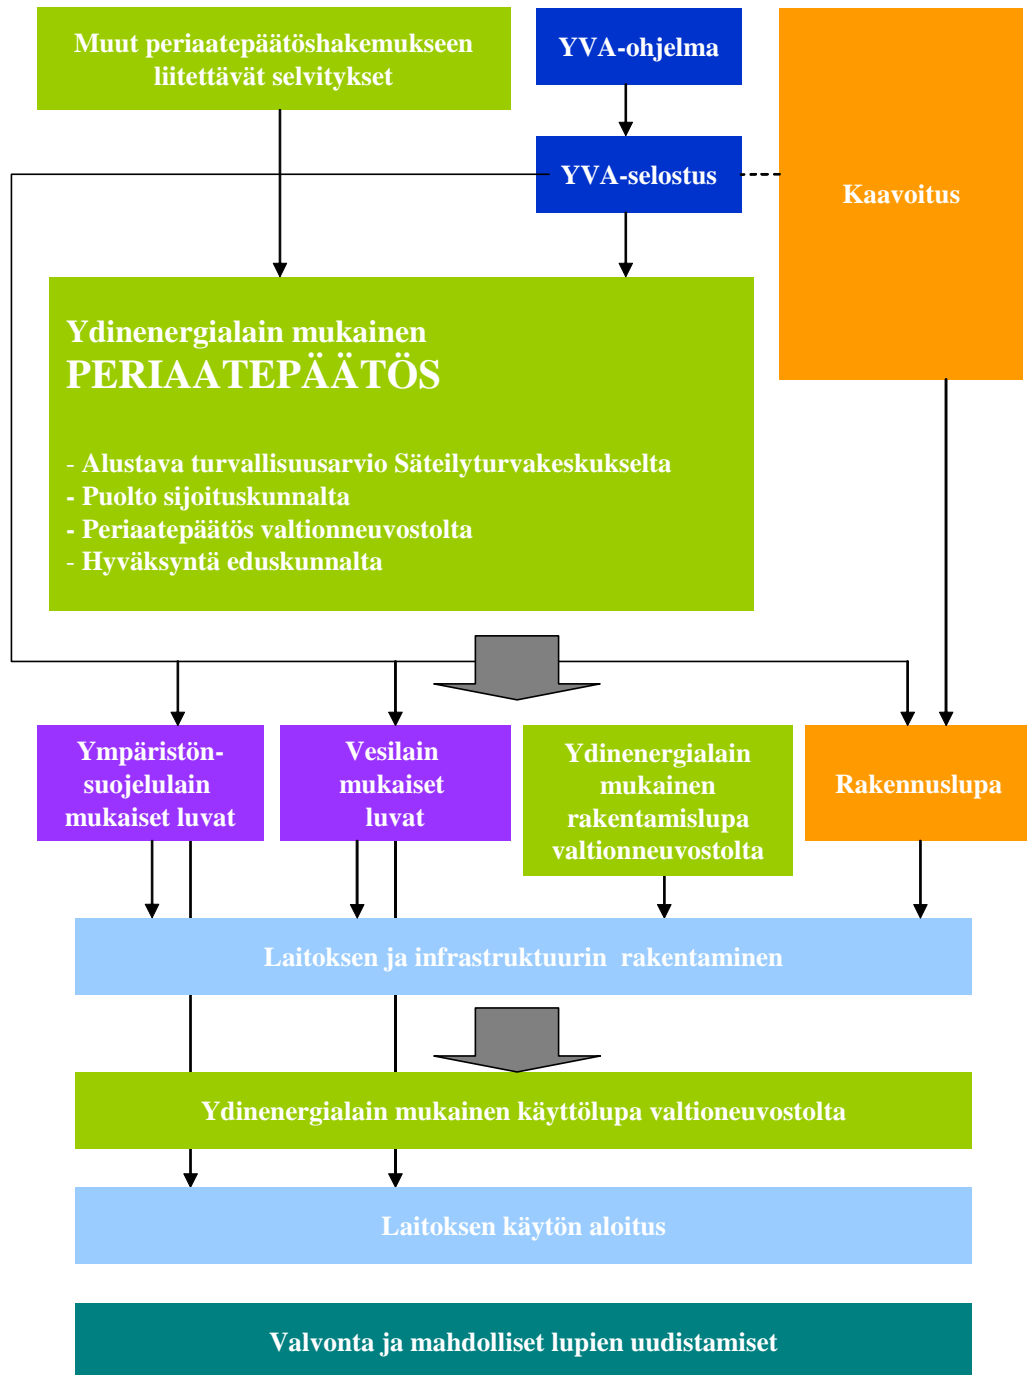 Muut periaatepäätöshakemukseen
liitettävät selvitykset
YVA-ohjelma
YVA-selostus
Kaavoitus
Ydinenergialain mukainen
PERIAATEPÄÄTÖS
- Alustava turvallisuusarvio Säteilyturvakeskukselta
- Puolto sijoituskunnalta
- Periaatepäätös valtionneuvostolta
- Hyväksyntä eduskunnalta
Ympäristön-
suojelulain
mukaiset luvat
Vesilain
mukaiset
luvat
Ydinenergialain
mukainen
rakentamislupa
valtionneuvostolta
Rakennuslupa
Laitoksen ja infrastruktuurin rakentaminen
Ydinenergialain mukainen käyttölupa valtioneuvostolta
Laitoksen käytön aloitus
Valvonta ja mahdolliset lupien uudistamiset